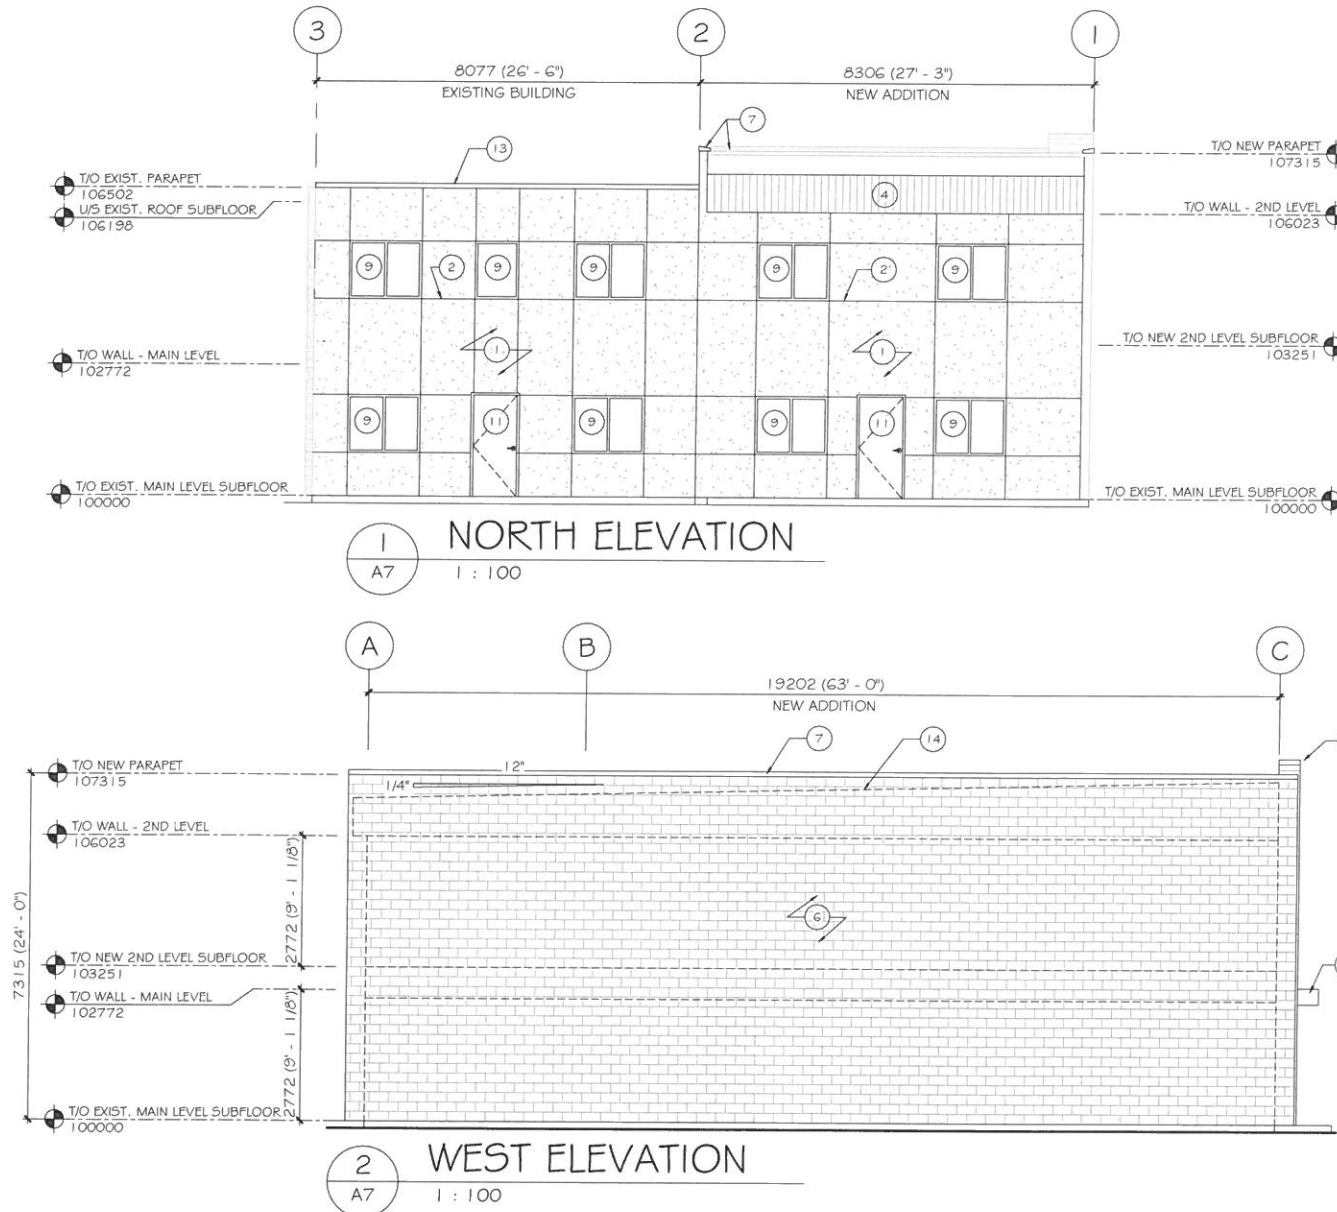 3
2
1
8077 (26' - 6")
EXISTING BUILDING
8306 (27' - 3")
NEW ADDITION
7
13
4
T/O EXIST. PARAPET
106502
U/S EXIST. ROOF SUBFLOOR
106198
T/O WALL - MAIN LEVEL
102772
T/O EXIST. MAIN LEVEL SUBFLOOR
100000
T/O NEW PARAPET
107315
T/O WALL - 2ND LEVEL
106023
T/O NEW 2ND LEVEL SUBFLOOR
103251
T/O EXIST. MAIN LEVEL SUBFLOOR
100000
9
2
9
9
9
2'
9
1
1
9
11
9
9
11
9
1
A7
NORTH ELEVATION
1 : 100
A
B
C
19202 (63' - 0")
NEW ADDITION
7
14
12"
1/4"
T/O NEW PARAPET
107315
T/O WALL - 2ND LEVEL
106023
T/O NEW 2ND LEVEL SUBFLOOR
103251
T/O WALL - MAIN LEVEL
102772
T/O EXIST. MAIN LEVEL SUBFLOOR
100000
7315 (24' - 0")
2772 (9' - 1 1/8")
2772 (9' - 1 1/8")
2
A7
WEST ELEVATION
1 : 100